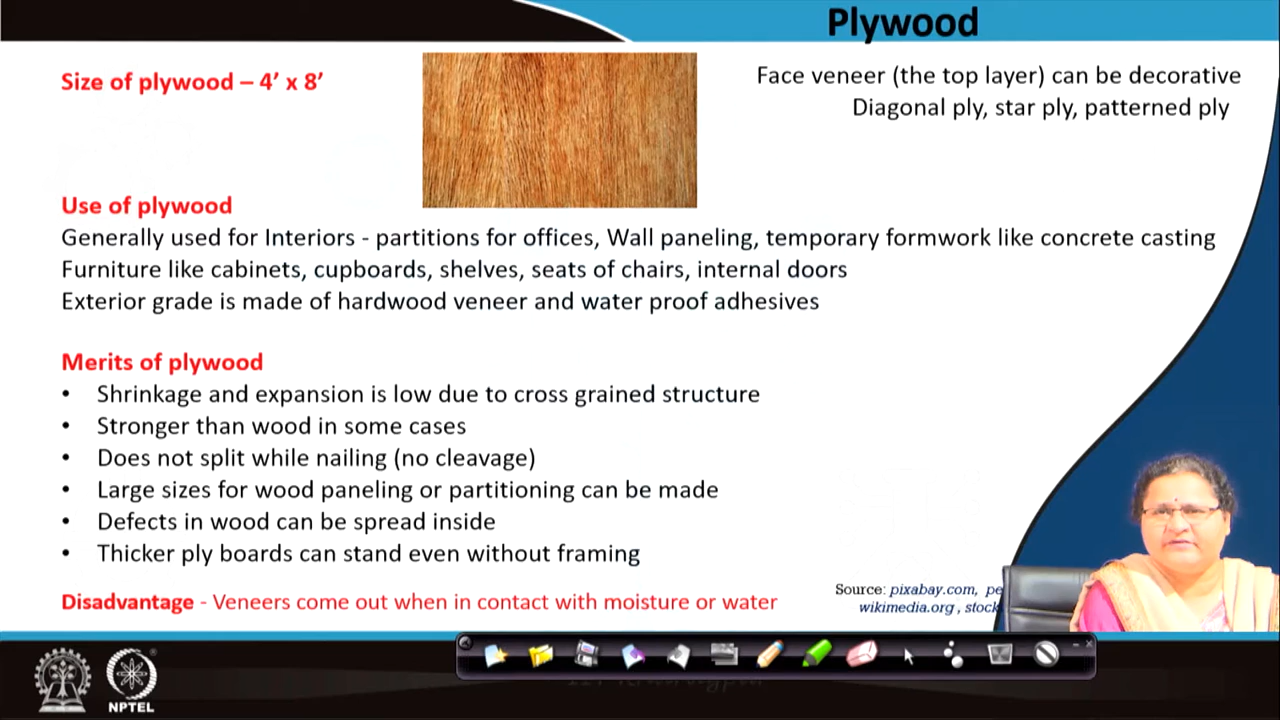 Plywood
Size of plywood – 4’ x 8’
Face veneer (the top layer) can be decorative
Diagonal ply, star ply, patterned ply
Use of plywood
Generally used for Interiors - partitions for offices, Wall paneling, temporary formwork like concrete casting
Furniture like cabinets, cupboards, shelves, seats of chairs, internal doors
Exterior grade is made of hardwood veneer and water proof adhesives
Merits of plywood
• Shrinkage and expansion is low due to cross grained structure
• Stronger than wood in some cases
• Does not split while nailing (no cleavage)
• Large sizes for wood paneling or partitioning can be made
• Defects in wood can be spread inside
• Thicker ply boards can stand even without framing
Disadvantage - Veneers come out when in contact with moisture or water
Source: pixabay.com,
wikimedia.org ,
NPTEL